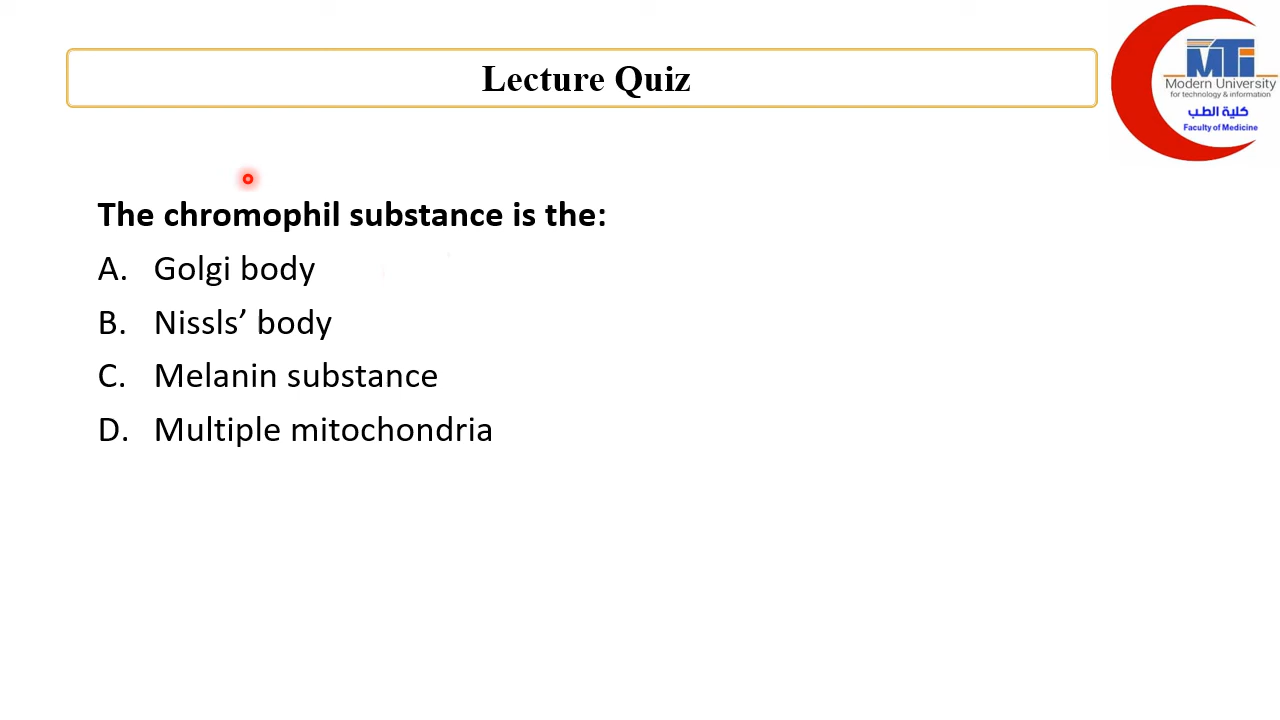 Lecture Quiz
MTi
Modern University
for technology & information
كلية الطب
Faculty of Medicine
The chromophil substance is the:
A. Golgi body
B. Nissls’ body
C. Melanin substance
D. Multiple mitochondria